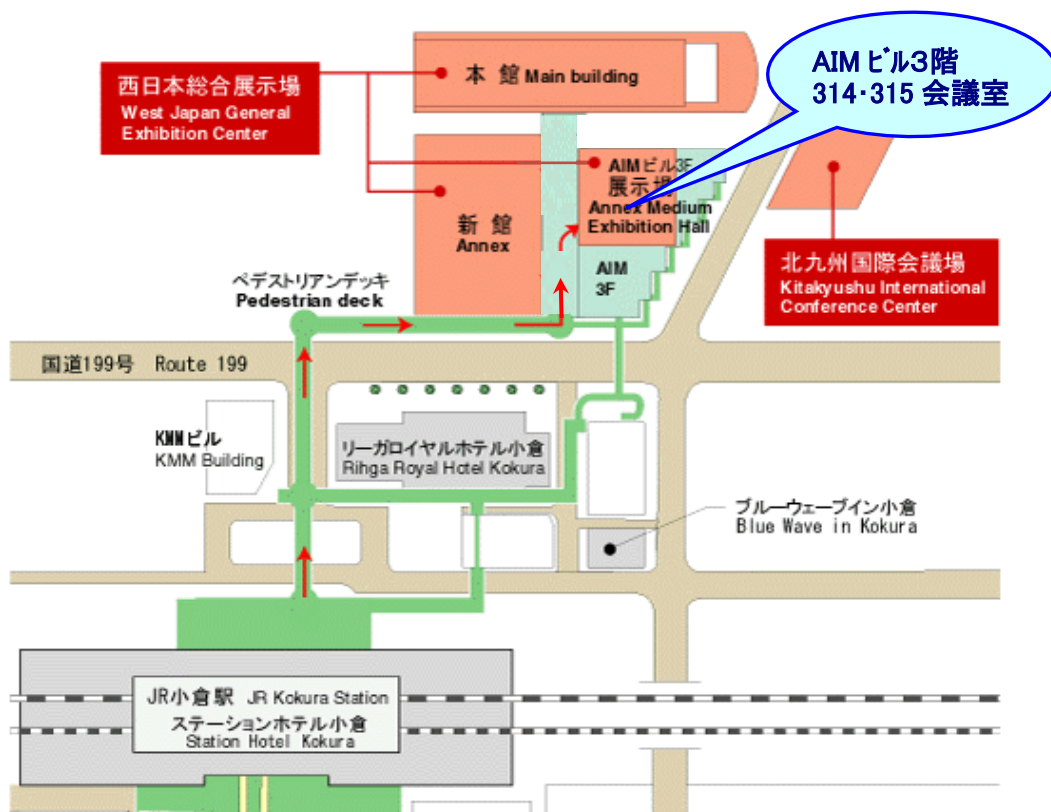 本 館 Main building
AIM ビル3階
314・315 会議室
西日本総合展示場
West Japan General
Exhibition Center
AIMビル3F
展示場
Annex Medium
Exhibition Hall
新 館
Annex
AIM
3F
北九州国際会議場
Kitakyushu International
Conference Center
ペデストリアンデッキ
Pedestrian deck
国道199号 Route 199
KMMビル
KMM Building
リーガロイヤルホテル小倉
Rihga Royal Hotel Kokura
ブルーウェーブイン小倉
Blue Wave in Kokura
JR小倉駅 JR Kokura Station
ステーションホテル小倉
Station Hotel Kokura